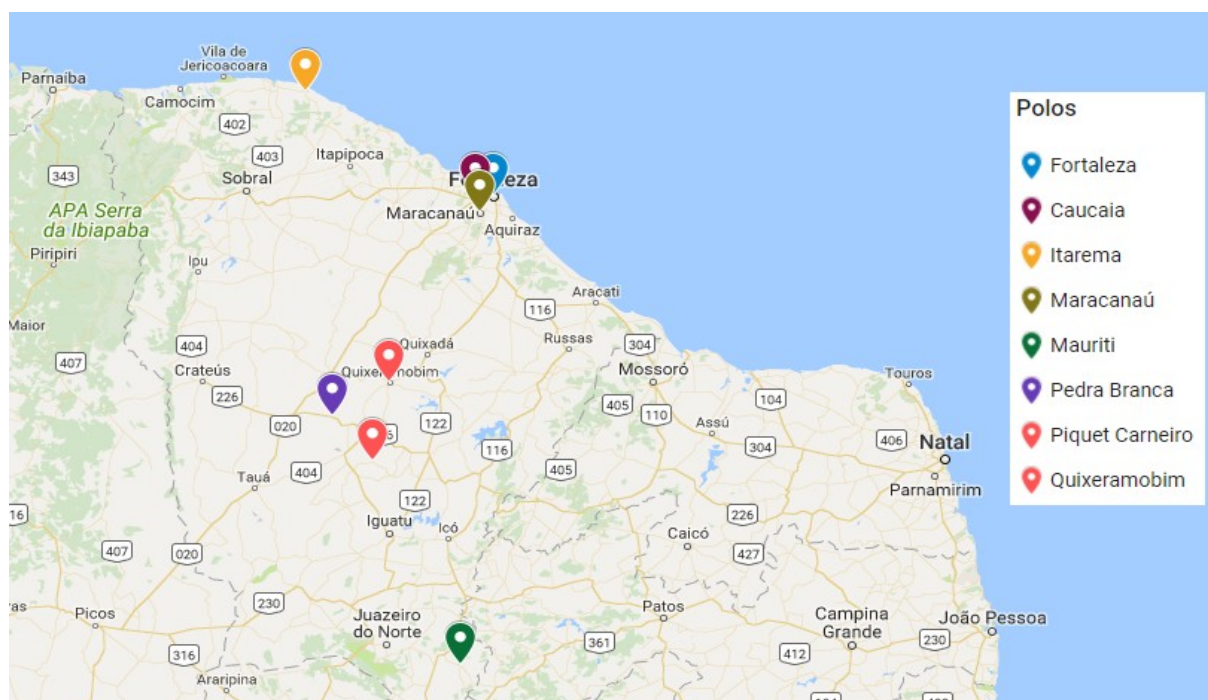 Vila de
Jericoacoara
Parnaíba
Camocim
402
403
Itapipoca
343
Sobral
Fortaleza
APA Serra
da Ibiapaba
Maracanaú
Aquiraz
Piripiri
Ipu
Aracati
116
Maior
Quixadá
Russas
304
404
407
Crateús
Quixeramobim
Mossoró
Touros
226
405
110
104
020
122
Assú
304
406
Natal
116
404
405
Tauá
Parnamirim
122
226
Iguatu
Icó
Caicó
407
020
427
230
Picos
Juazeiro
do Norte
Patos
Campina
Grande
João Pessoa
361
230
316
412
Araripina
Polos
Fortaleza
Caucaia
Itarema
Maracanaú
Mauriti
Pedra Branca
Piquet Carneiro
Quixeramobim